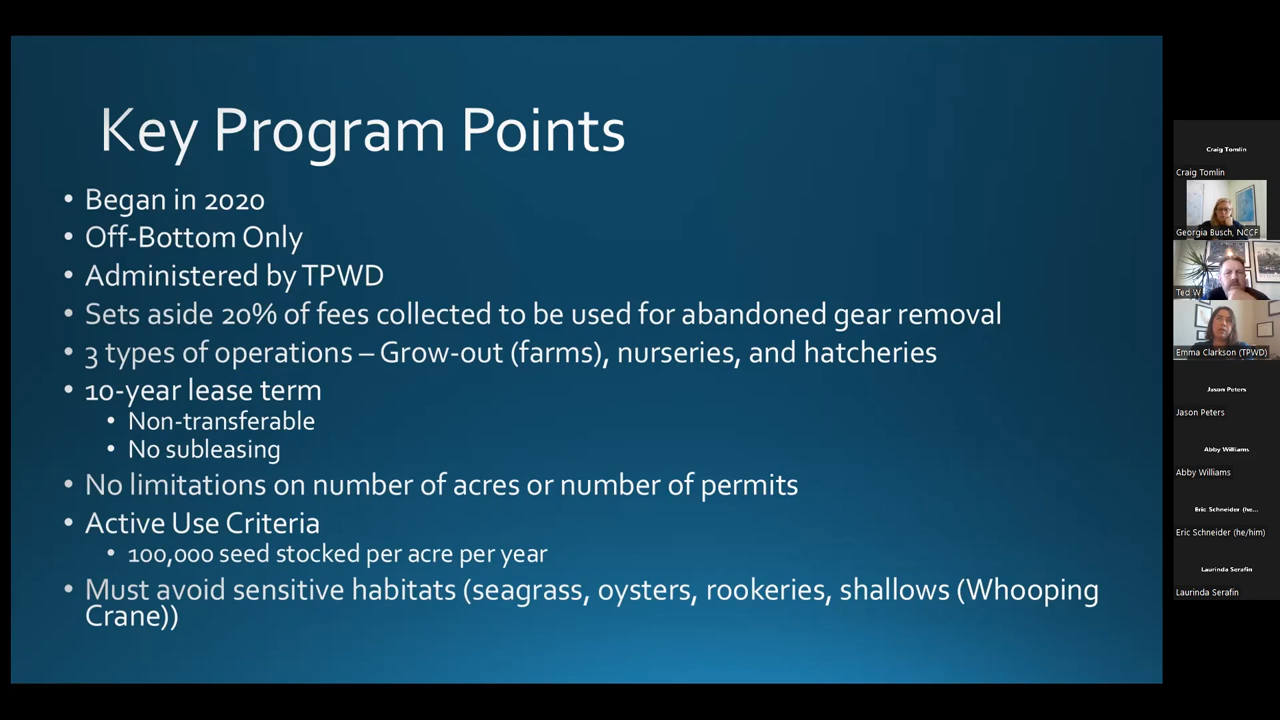 Key Program Points
• Began in 2020
• Off-Bottom Only
• Administered by TPWD
• Sets aside 20% of fees collected to be used for abandoned gear removal
• 3 types of operations – Grow-out (farms), nurseries, and hatcheries
• 10-year lease term
• Non-transferable
• No subleasing
• No limitations on number of acres or number of permits
• Active Use Criteria
• 100,000 seed stocked per acre per year
• Must avoid sensitive habitats (seagrass, oysters, rookeries, shallows (Whooping
Crane))
Craig Tomlin
Craig Tomlin
Georgia Busch, NCCF
Ted W
Emma Clarkson (TPWD)
Jason Peters
Jason Peters
Abby Williams
Abby Williams
Eric Schneider (he...
Eric Schneider (he/him)
Laurinda Serafin
Laurinda Serafin